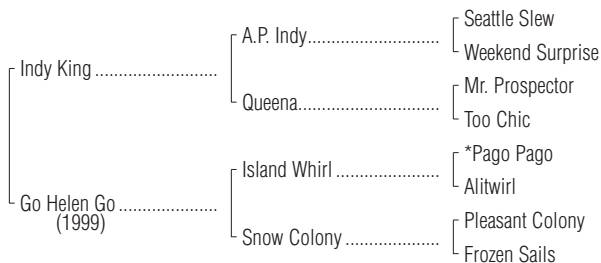 Seattle Slew
A.P. Indy
Weekend Surprise
Indy King
Mr. Prospector
Queena
Too Chic
*Pago Pago
Island Whirl
Alitwirl
Go Helen Go
(1999)
Pleasant Colony
Snow Colony
Frozen Sails